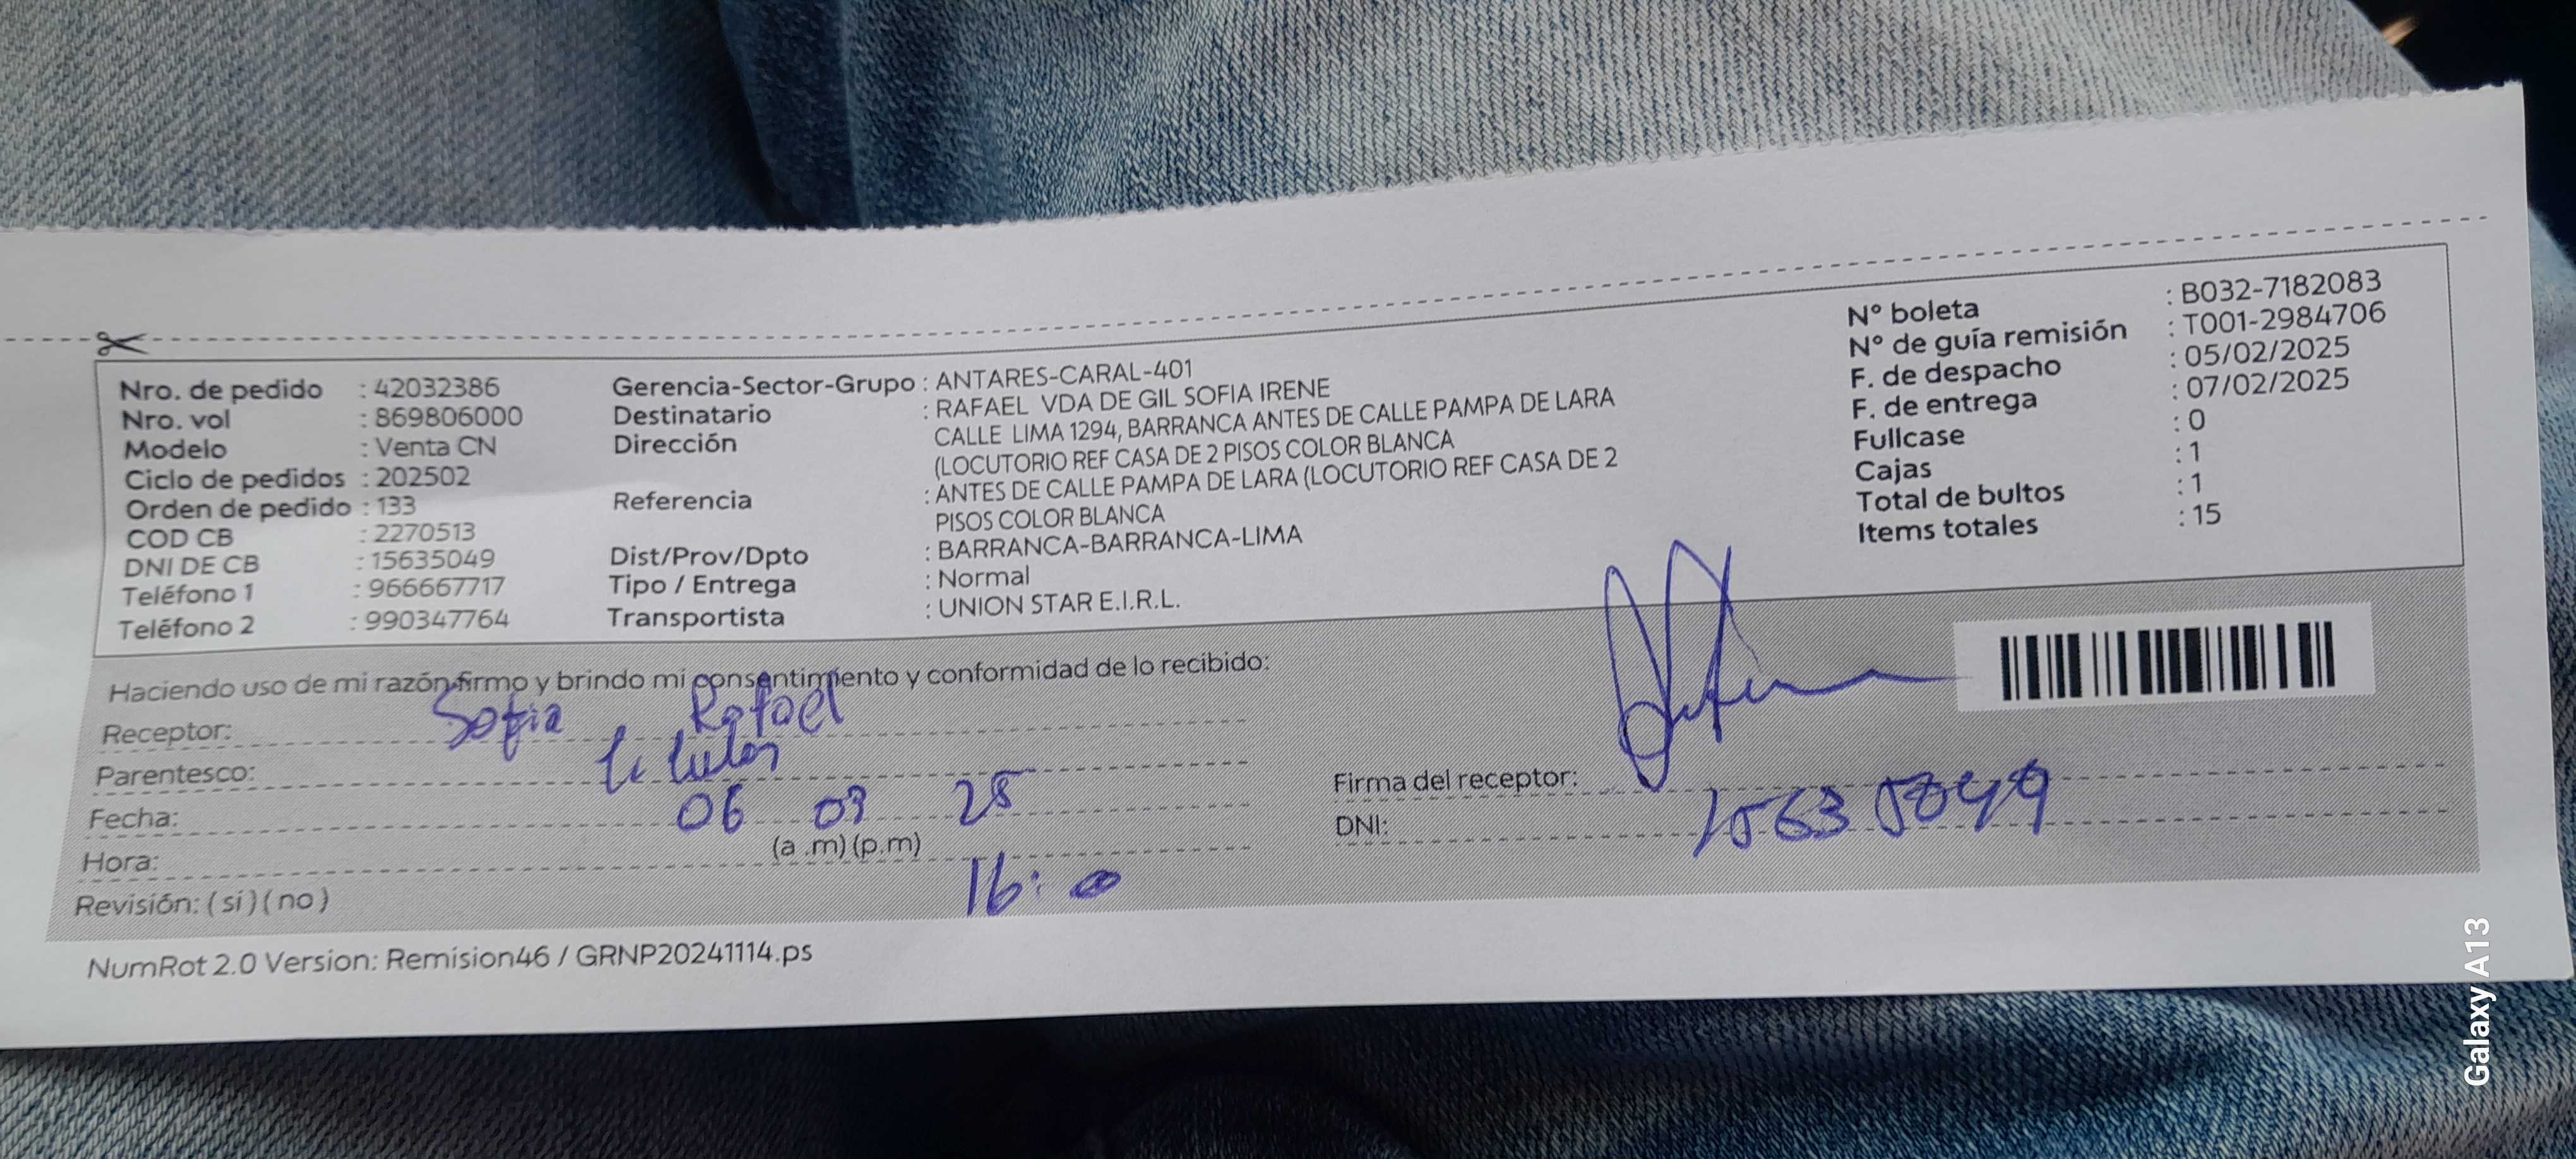 Nro. de pedido : 42032386
Nro. vol : 869806000
Modelo : Venta CN
Ciclo de pedidos : 202502
Orden de pedido : 133
COD CB : 2270513
DNI DE CB : 15635049
Teléfono 1 : 966667717
Teléfono 2 : 990347764
Gerencia-Sector-Grupo : ANTARES-CARAL-401
Destinatario : RAFAEL VDA DE GIL SOFIA IRENE
Dirección : CALLE LIMA 1294, BARRANCA ANTES DE CALLE PAMPA DE LARA
(LOCUTORIO REF CASA DE 2 PISOS COLOR BLANCA
Referencia : ANTES DE CALLE PAMPA DE LARA (LOCUTORIO REF CASA DE 2
PISOS COLOR BLANCA
Dist/Prov/Dpto : BARRANCA-BARRANCA-LIMA
Tipo / Entrega : Normal
Transportista : UNION STAR E.I.R.L.
N° boleta : B032-7182083
N° de guía remisión : T001-2984706
F. de despacho : 05/02/2025
F. de entrega : 07/02/2025
Fullcase : 0
Cajas : 1
Total de bultos : 1
Items totales : 15
Haciendo uso de mi razón firmo y brindo mi consentimiento y conformidad de lo recibido:
Receptor: Sofia Rafael
Parentesco: titular
Fecha: 06 03 25
Hora: (a .m) (p.m) 16:00
Revisión: ( si ) ( no )
Firma del receptor:
DNI: 15635049
NumRot 2.0 Version: Remision46 / GRNP20241114.ps
Galaxy A13